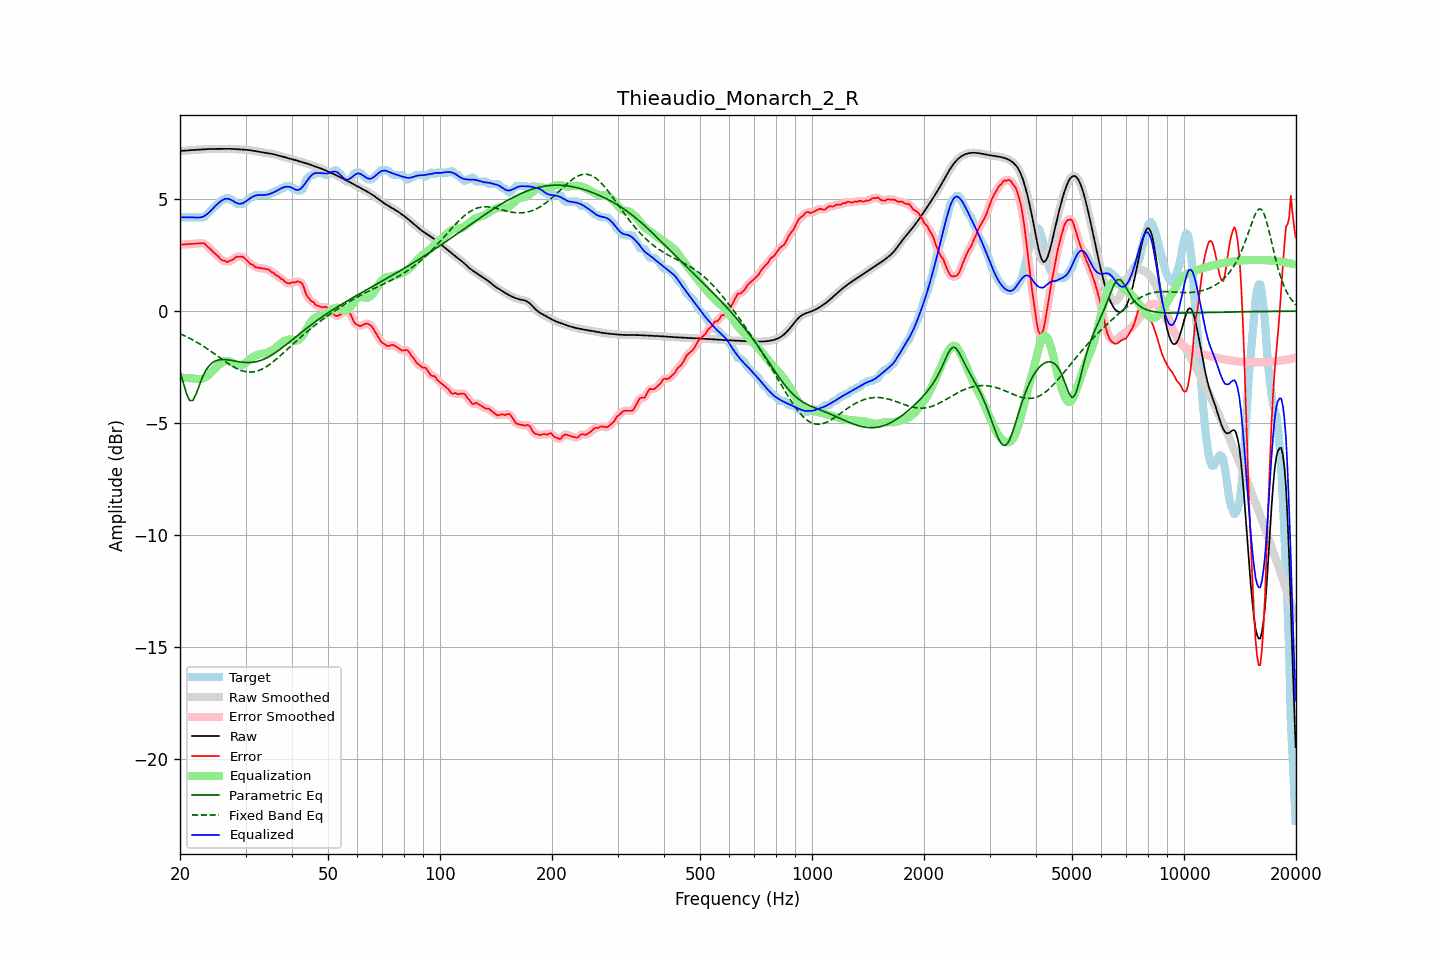 Thieaudio_Monarch_2_R
Amplitude (dBr)
5
0
−5
−10
−15
−20
Target
Raw Smoothed
Error Smoothed
Raw
Error
Equalization
Parametric Eq
Fixed Band Eq
Equalized
20 50 100 200 500 1000 2000 5000 10000 20000
Frequency (Hz)